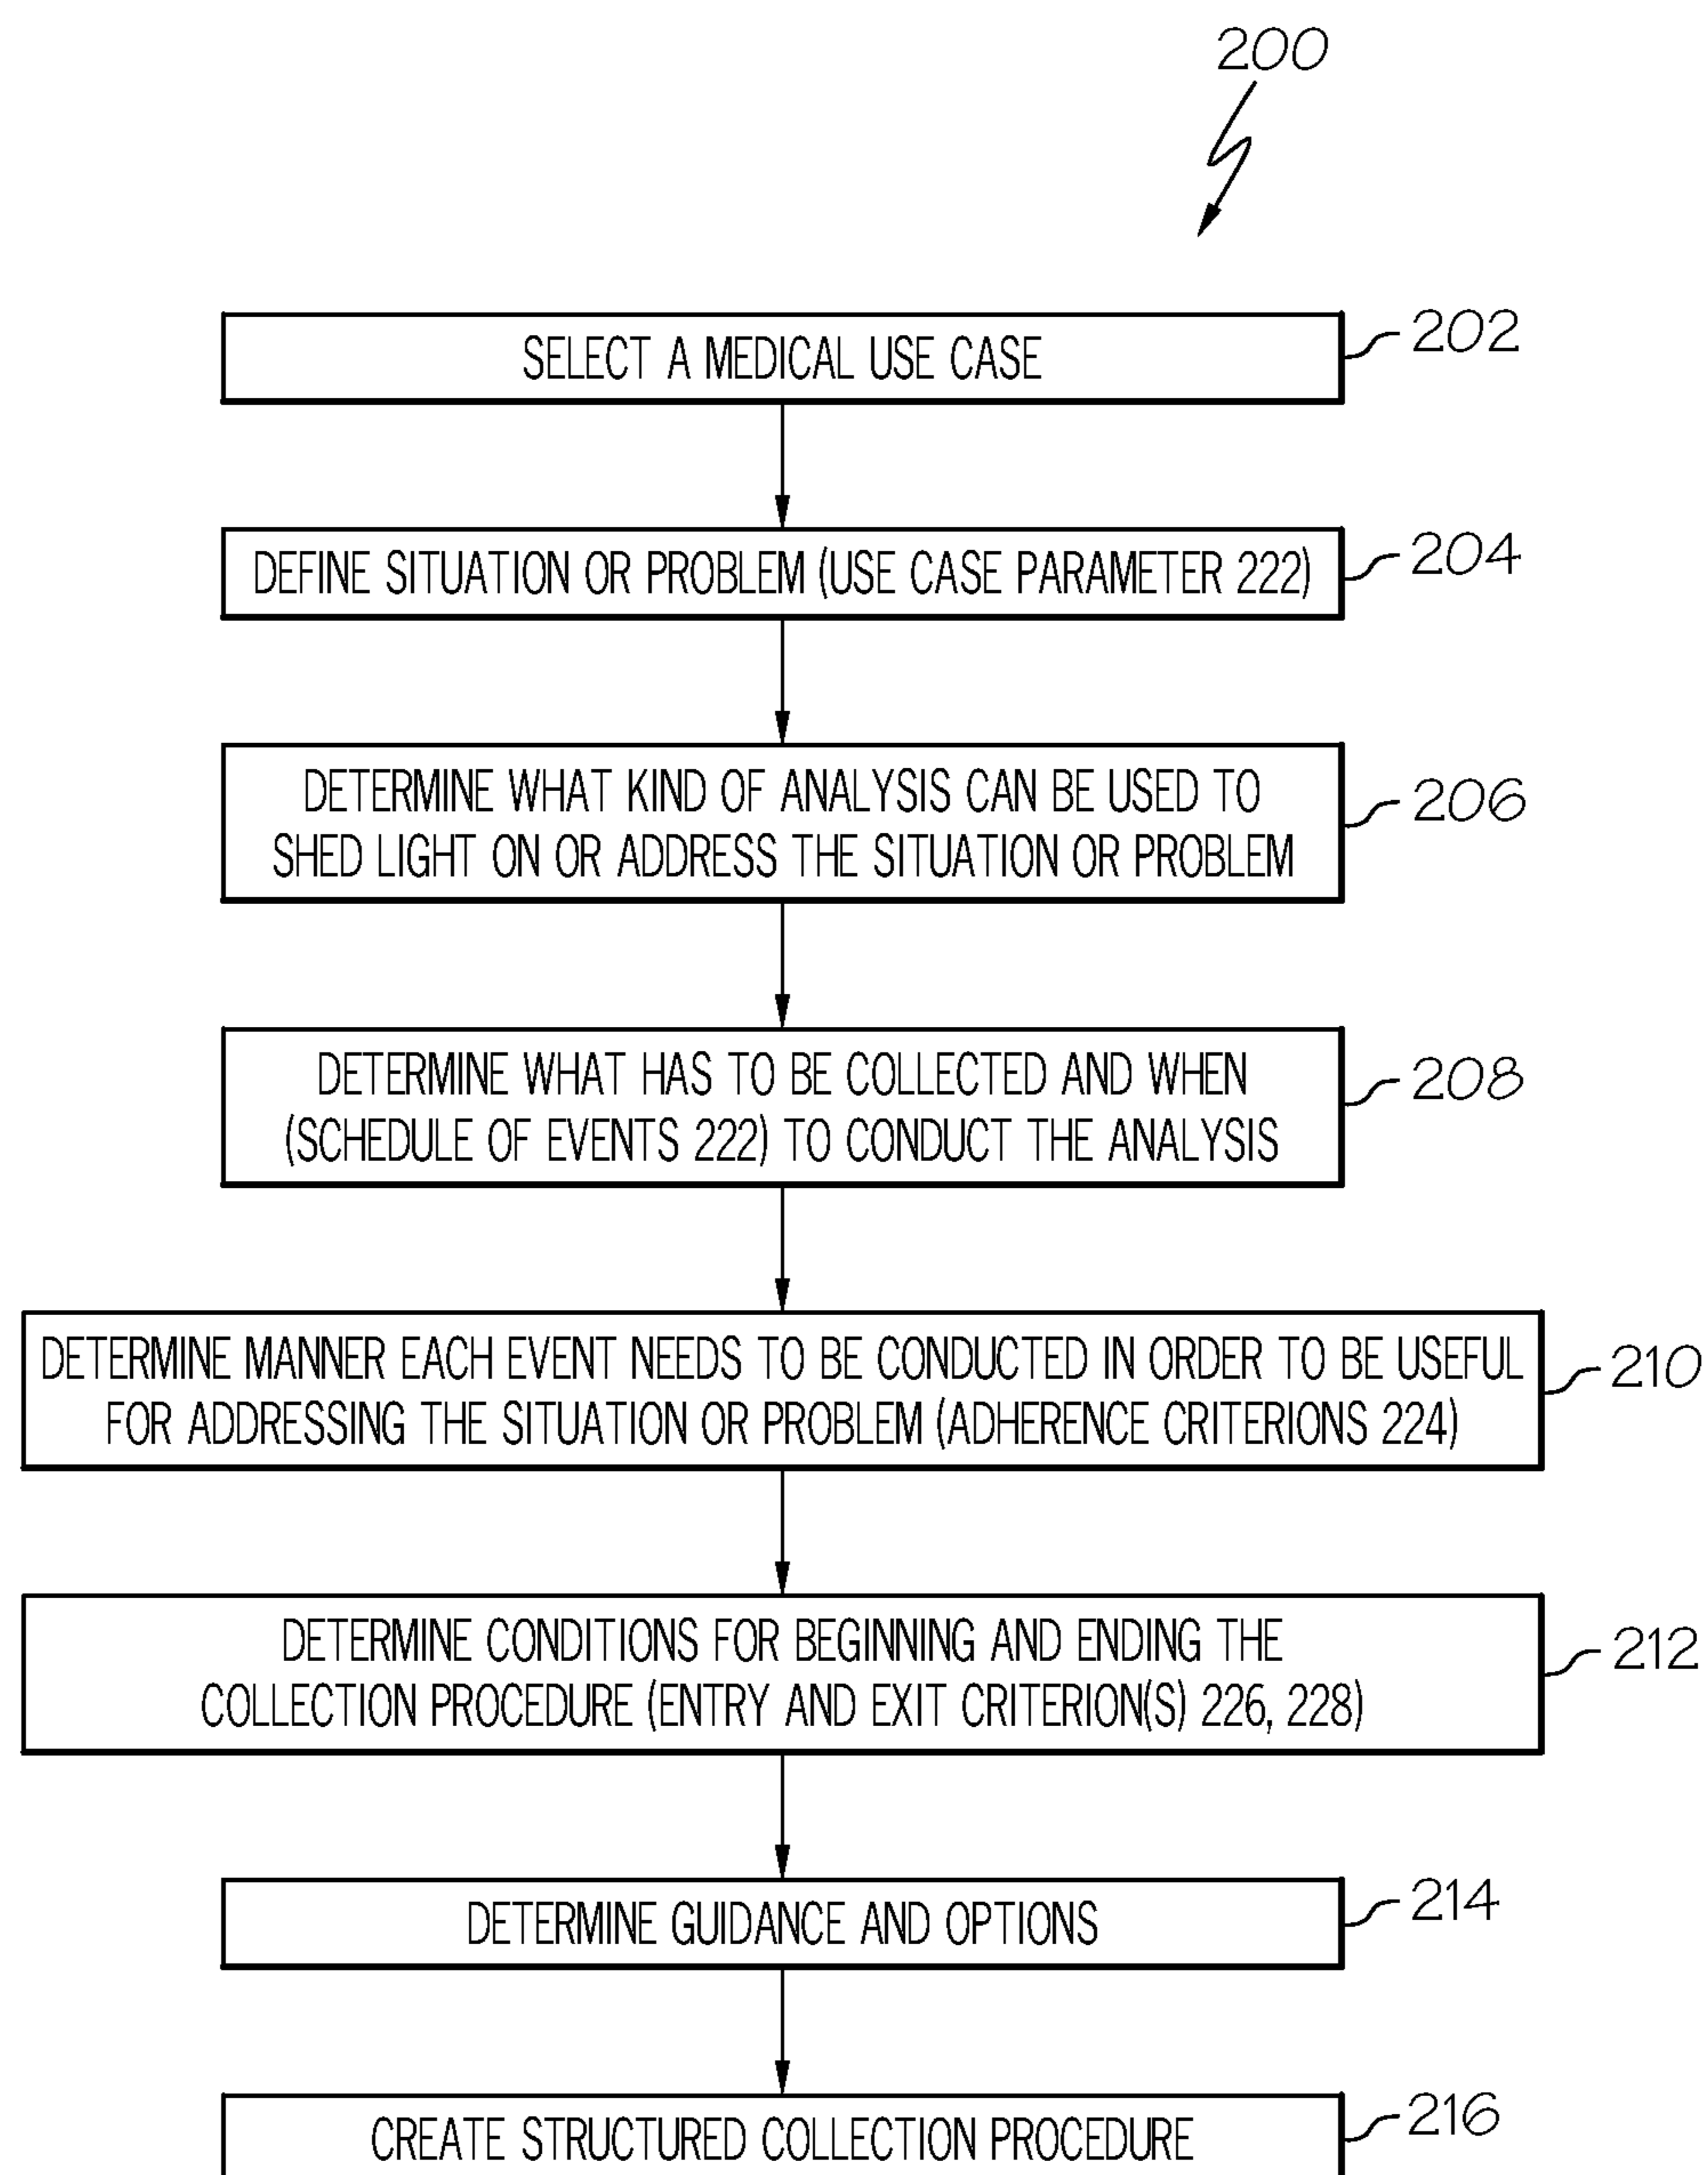 200
SELECT A MEDICAL USE CASE
202
DEFINE SITUATION OR PROBLEM (USE CASE PARAMETER 222)
204
DETERMINE WHAT KIND OF ANALYSIS CAN BE USED TO
SHED LIGHT ON OR ADDRESS THE SITUATION OR PROBLEM
206
DETERMINE WHAT HAS TO BE COLLECTED AND WHEN
(SCHEDULE OF EVENTS 222) TO CONDUCT THE ANALYSIS
208
DETERMINE MANNER EACH EVENT NEEDS TO BE CONDUCTED IN ORDER TO BE USEFUL
FOR ADDRESSING THE SITUATION OR PROBLEM (ADHERENCE CRITERIONS 224)
210
DETERMINE CONDITIONS FOR BEGINNING AND ENDING THE
COLLECTION PROCEDURE (ENTRY AND EXIT CRITERION(S) 226, 228)
212
DETERMINE GUIDANCE AND OPTIONS
214
CREATE STRUCTURED COLLECTION PROCEDURE
216